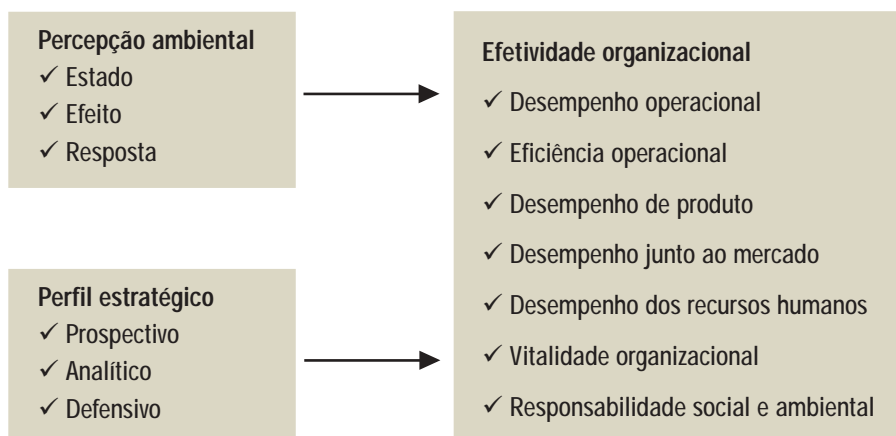 Percepção ambiental
✓ Estado
✓ Efeito
✓ Resposta
Perfil estratégico
✓ Prospectivo
✓ Analítico
✓ Defensivo
Efetividade organizacional
✓ Desempenho operacional
✓ Eficiência operacional
✓ Desempenho de produto
✓ Desempenho junto ao mercado
✓ Desempenho dos recursos humanos
✓ Vitalidade organizacional
✓ Responsabilidade social e ambiental